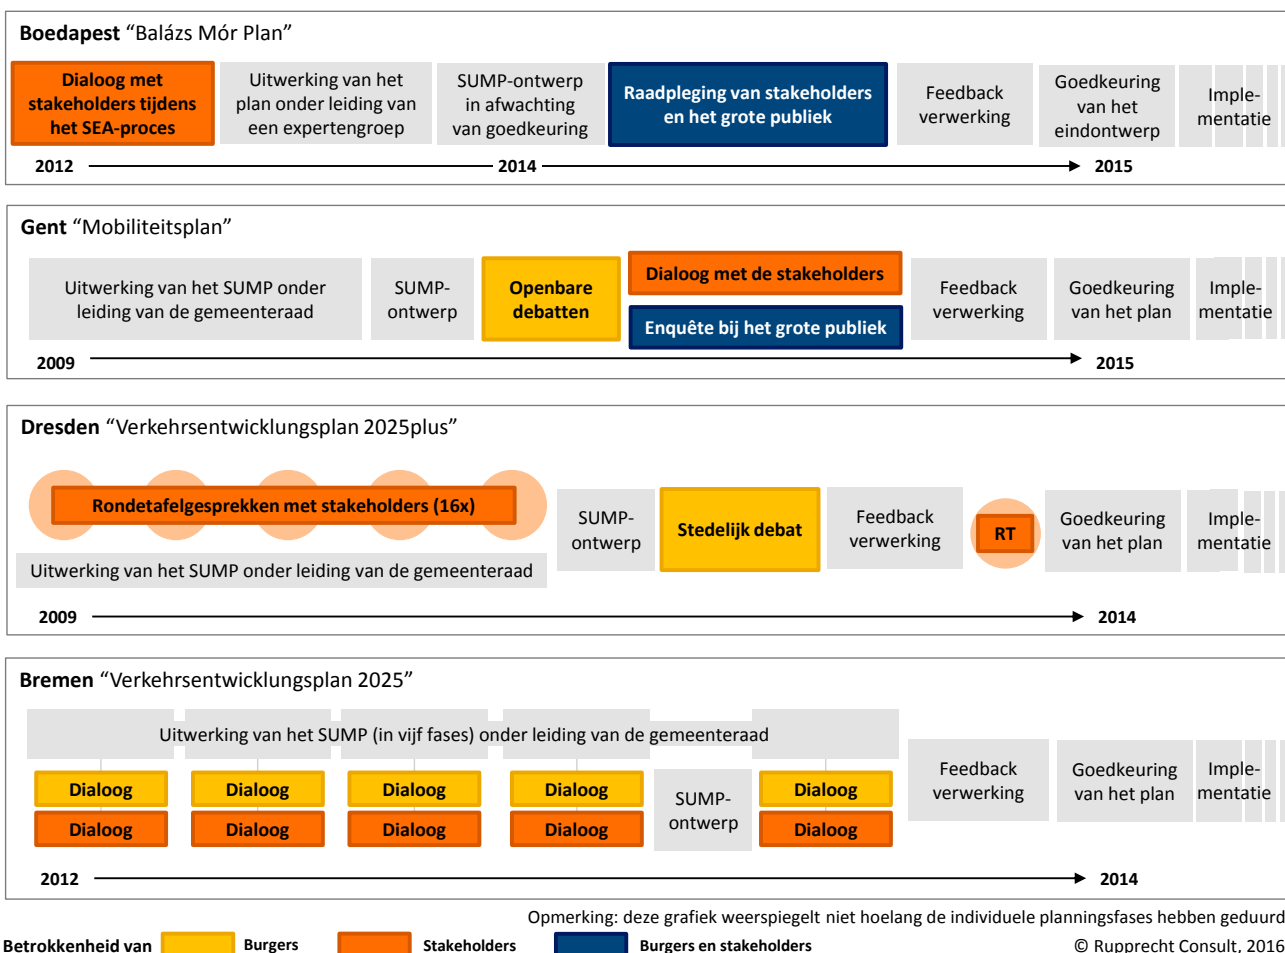 Boedapest “Balázs Mór Plan”
Dialoog met
stakeholders tijdens
het SEA-proces
Uitwerking van het
plan onder leiding van
een expertengroep
SUMP-ontwerp
in afwachting
van goedkeuring
Raadpleging van stakeholders
en het grote publiek
Feedback
verwerking
Goedkeuring
van het
eindontwerp
Imple-
mentatie
2012
2014
2015
Gent “Mobiliteitsplan”
Uitwerking van het SUMP onder
leiding van de gemeenteraad
SUMP-
ontwerp
Openbare
debatten
Dialoog met de stakeholders
Enquête bij het grote publiek
Feedback
verwerking
Goedkeuring
van het plan
Imple-
mentatie
2009
2015
Dresden “Verkehrsentwicklungsplan 2025plus”
Rondetafelgesprekken met stakeholders (16x)
Uitwerking van het SUMP onder leiding van de gemeenteraad
SUMP-
ontwerp
Stedelijk debat
Feedback
verwerking
RT
Goedkeuring
van het plan
Imple-
mentatie
2009
2014
Bremen “Verkehrsentwicklungsplan 2025”
Uitwerking van het SUMP (in vijf fases) onder leiding van de gemeenteraad
Dialoog
Dialoog
Dialoog
Dialoog
Dialoog
Dialoog
Dialoog
Dialoog
SUMP-
ontwerp
Dialoog
Dialoog
Feedback
verwerking
Goedkeuring
van het plan
Imple-
mentatie
2012
2014
Opmerking: deze grafiek weerspiegelt niet hoelang de individuele planningsfases hebben geduurd
Betrokkenheid van
Burgers
Stakeholders
Burgers en stakeholders
© Rupprecht Consult, 2016